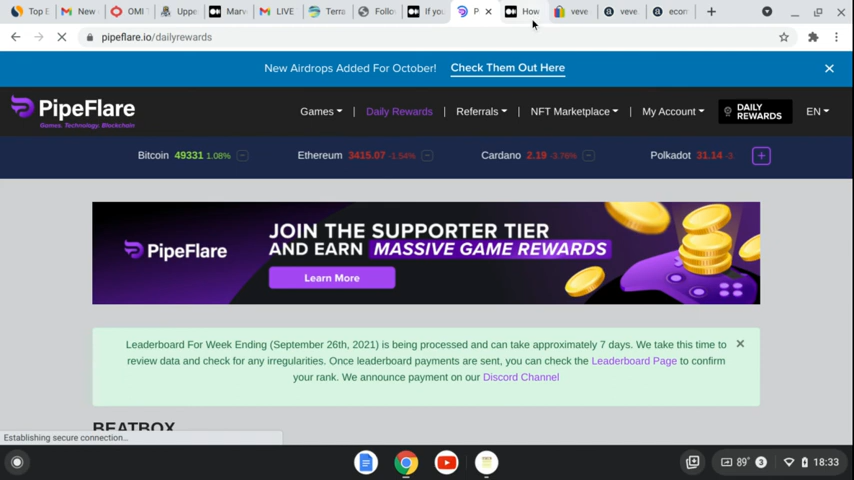 Top E
New
OMI T
Uppe
Marv
LIVE
Terra
Follo
If you
P
How
veve
veve
econ
pipeflare.io/dailyrewards
New Airdrops Added For October! Check Them Out Here
PipeFlare
Games. Technology. Blockchain
Games
Daily Rewards
Referrals
NFT Marketplace
My Account
DAILY
REWARDS
EN
Bitcoin 49331 1.08%
Ethereum 3415.07 -1.54%
Cardano 2.19 -3.76%
Polkadot 31.14 -3.
PipeFlare
JOIN THE SUPPORTER TIER
AND EARN MASSIVE GAME REWARDS
Learn More
Leaderboard For Week Ending (September 26th, 2021) is being processed and can take approximately 7 days. We take this time to
review data and check for any irregularities. Once leaderboard payments are sent, you can check the Leaderboard Page to confirm
your rank. We announce payment on our Discord Channel
BEATBOX
Establishing secure connection...
89°
3
18:33